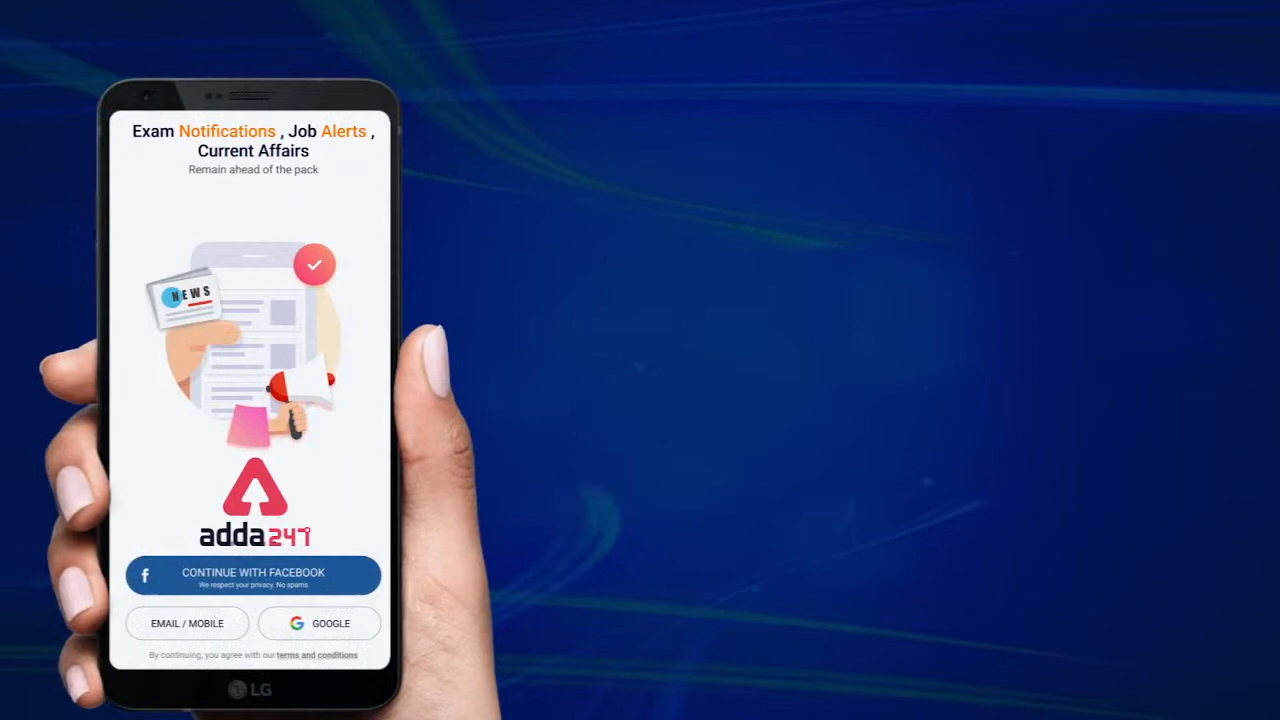 Exam Notifications , Job Alerts ,
Current Affairs
Remain ahead of the pack
NEWS
adda247
CONTINUE WITH FACEBOOK
We respect your privacy. No spams
EMAIL / MOBILE
GOOGLE
By continuing, you agree with our terms and conditions
LG